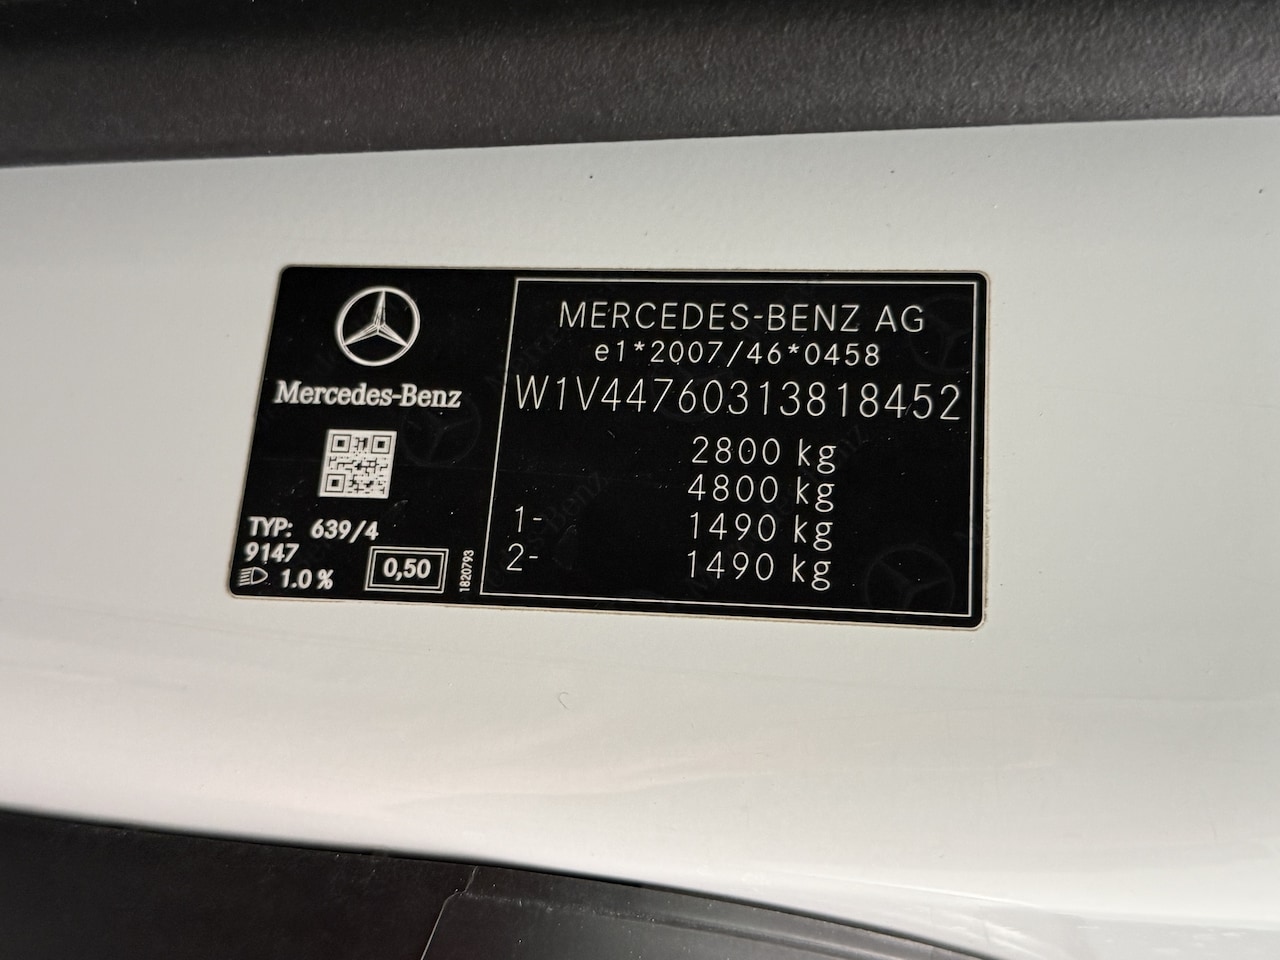 Mercedes-Benz
TYP: 639/4
9147
1.0 %
0,50
1820793
MERCEDES-BENZ AG
e1*2007/46*0458
W1V44760313818452
2800 kg
4800 kg
1- 1490 kg
2- 1490 kg